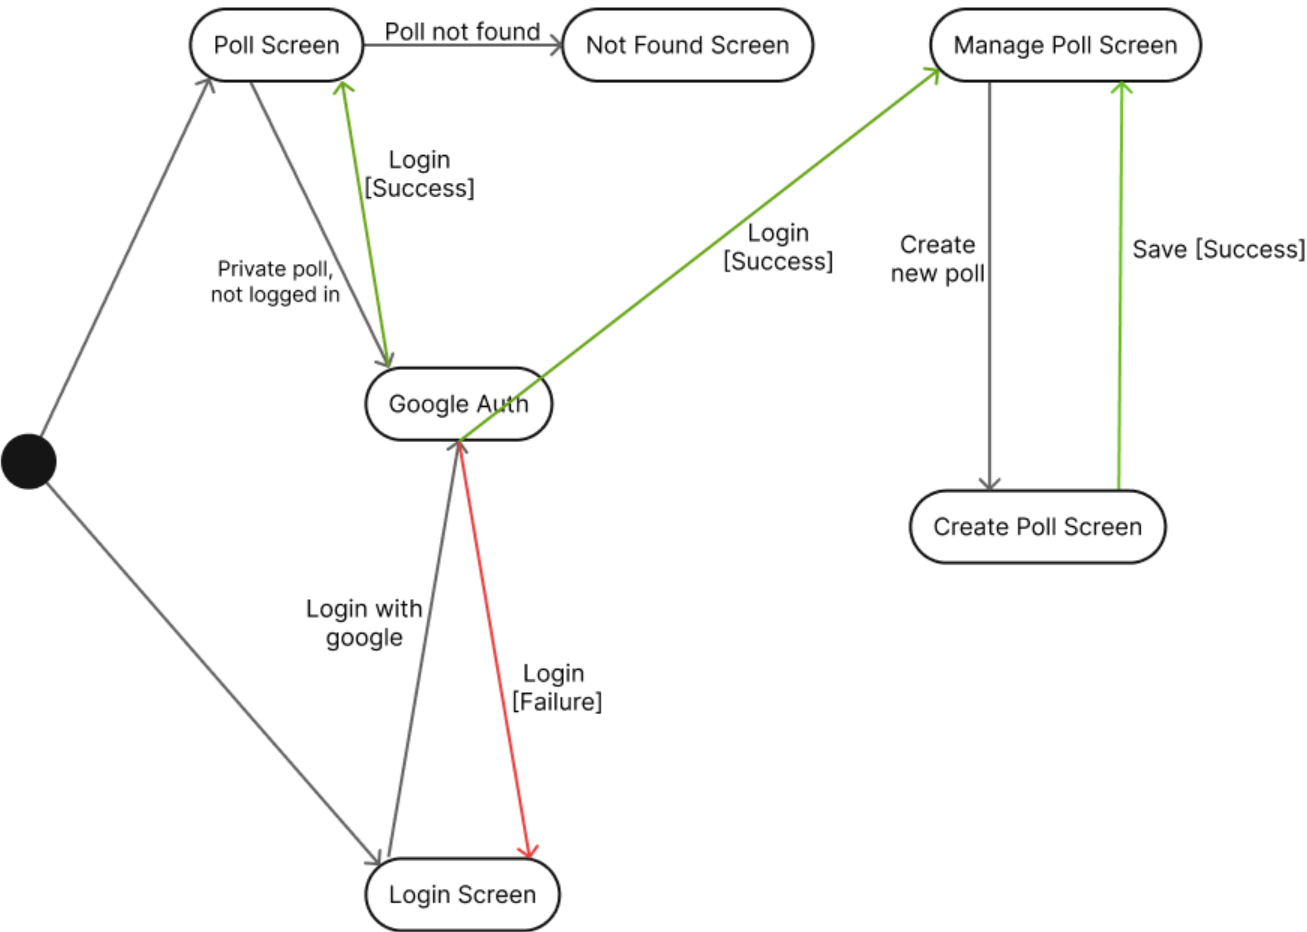 Poll Screen
Poll not found
Not Found Screen
Manage Poll Screen
Login
[Success]
Private poll,
not logged in
Login
[Success]
Create
new poll
Save [Success]
Google Auth
Create Poll Screen
Login with
google
Login
[Failure]
Login Screen